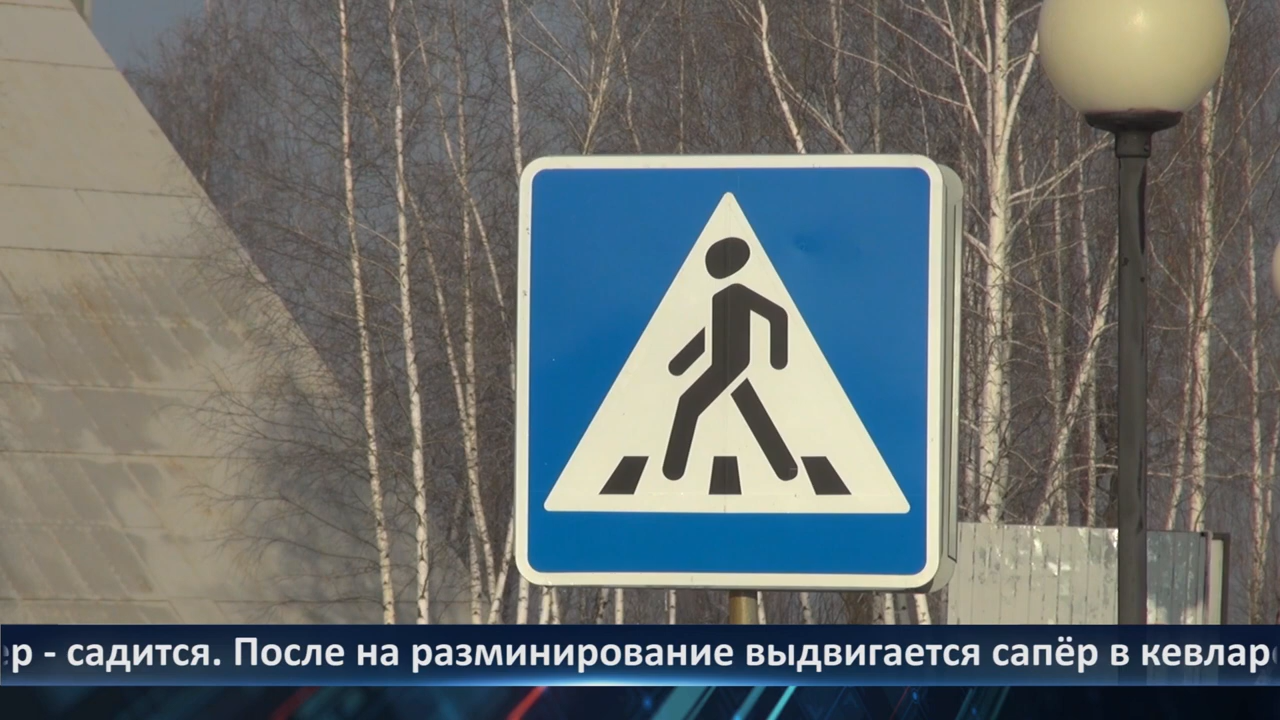 р - садится. После на разминирование выдвигается сапёр в кевлар